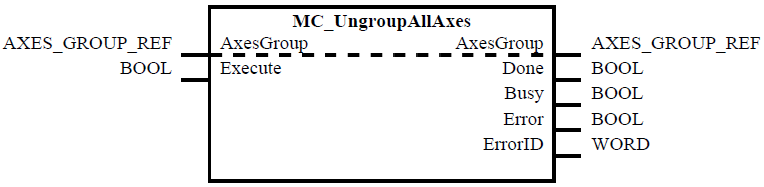 MC_UngroupAllAxes
AXES_GROUP_REF AxesGroup AxesGroup AXES_GROUP_REF
BOOL Execute Done BOOL
Busy BOOL
Error BOOL
ErrorID WORD